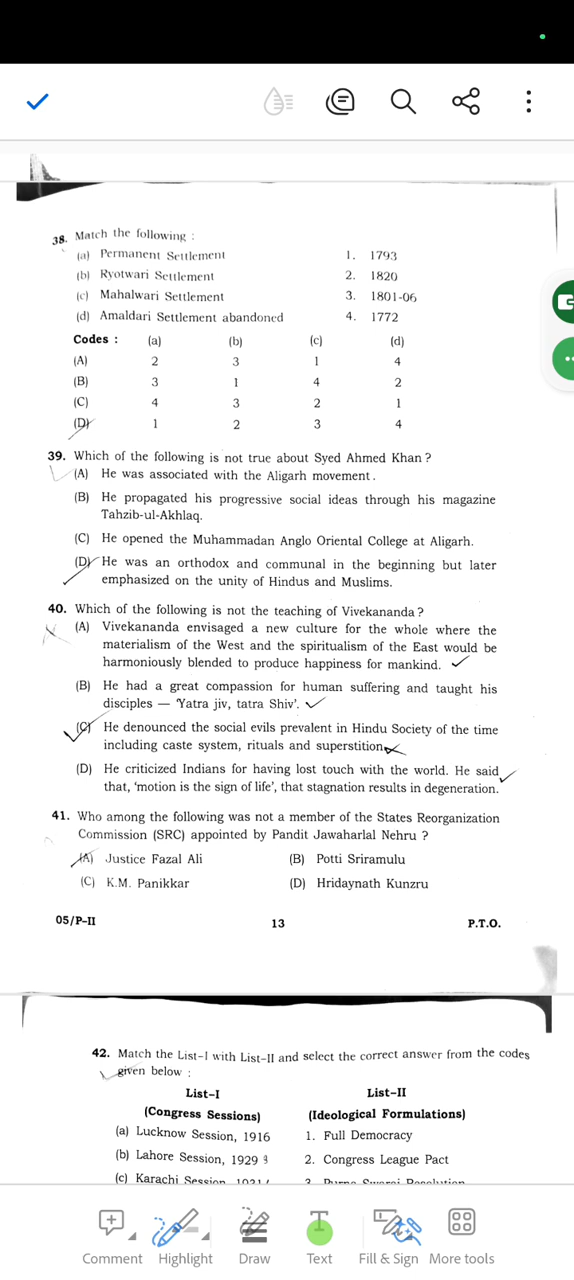 38. Match the following :
(a) Permanent Settlement 1. 1793
(b) Ryotwari Settlement 2. 1820
(c) Mahalwari Settlement 3. 1801-06
(d) Amaldari Settlement abandoned 4. 1772
Codes : (a) (b) (c) (d)
(A) 2 3 1 4
(B) 3 1 4 2
(C) 4 3 2 1
(D) 1 2 3 4
39. Which of the following is not true about Syed Ahmed Khan ?
(A) He was associated with the Aligarh movement.
(B) He propagated his progressive social ideas through his magazine
Tahzib-ul-Akhlaq.
(C) He opened the Muhammadan Anglo Oriental College at Aligarh.
(D) He was an orthodox and communal in the beginning but later
emphasized on the unity of Hindus and Muslims.
40. Which of the following is not the teaching of Vivekananda ?
(A) Vivekananda envisaged a new culture for the whole where the
materialism of the West and the spiritualism of the East would be
harmoniously blended to produce happiness for mankind.
(B) He had a great compassion for human suffering and taught his
disciples — 'Yatra jiv, tatra Shiv'.
(C) He denounced the social evils prevalent in Hindu Society of the time
including caste system, rituals and superstition
(D) He criticized Indians for having lost touch with the world. He said
that, 'motion is the sign of life', that stagnation results in degeneration.
41. Who among the following was not a member of the States Reorganization
Commission (SRC) appointed by Pandit Jawaharlal Nehru ?
(A) Justice Fazal Ali (B) Potti Sriramulu
(C) K.M. Panikkar (D) Hridaynath Kunzru
05/P-II 13 P.T.O.
42. Match the List-I with List-II and select the correct answer from the codes
given below :
List-I List-II
(Congress Sessions) (Ideological Formulations)
(a) Lucknow Session, 1916 1. Full Democracy
(b) Lahore Session, 1929 2. Congress League Pact
(c) Karachi Session, 1931 3. Purna Swaraj Resolution
Comment Highlight Draw Text Fill & Sign More tools